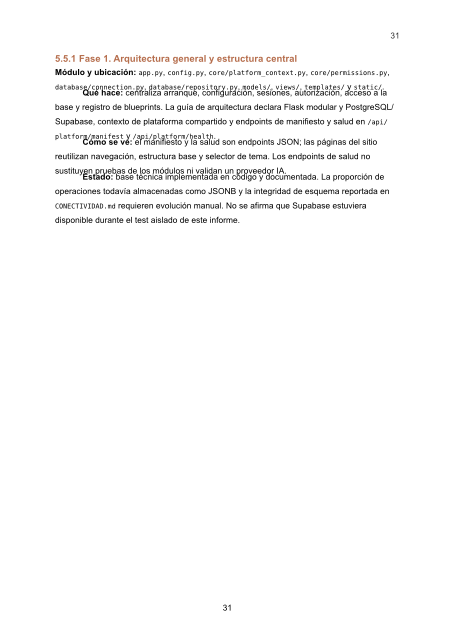 31
5.5.1 Fase 1. Arquitectura general y estructura central
Módulo y ubicación: app.py, config.py, core/platform_context.py, core/permissions.py,
database/connection.py, database/repository.py, models/, views/, templates/ y static/.
Qué hace: centraliza arranque, configuración, sesiones, autorización, acceso a la
base y registro de blueprints. La guía de arquitectura declara Flask modular y PostgreSQL/
Supabase, contexto de plataforma compartido y endpoints de manifiesto y salud en /api/
platform/manifest y /api/platform/health.
Cómo se ve: el manifiesto y la salud son endpoints JSON; las páginas del sitio
reutilizan navegación, estructura base y selector de tema. Los endpoints de salud no
sustituyen pruebas de los módulos ni validan un proveedor IA.
Estado: base técnica implementada en código y documentada. La proporción de
operaciones todavía almacenadas como JSONB y la integridad de esquema reportada en
CONECTIVIDAD.md requieren evolución manual. No se afirma que Supabase estuviera
disponible durante el test aislado de este informe.
31